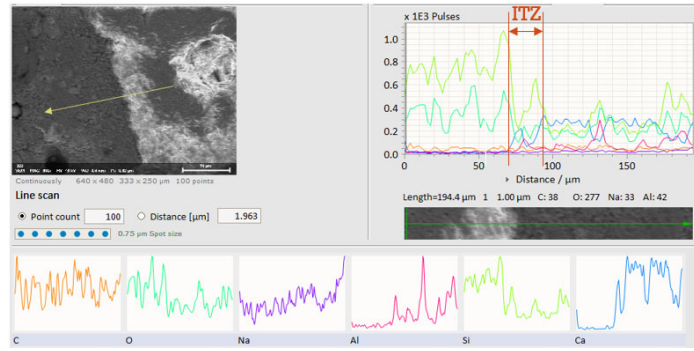 x 1E3 Pulses
ITZ
1.0
0.8
0.6
0.4
0.2
0.0
0
50
100
150
Distance / µm
Continuously 640 x 480 333 x 250 µm 100 points
Line scan
Point count 100 Distance [µm] 1.963
0.75 µm Spot size
Length=194.4 µm 1 1.00 µm C: 38 O: 277 Na: 33 Al: 42
C
O
Na
Al
Si
Ca